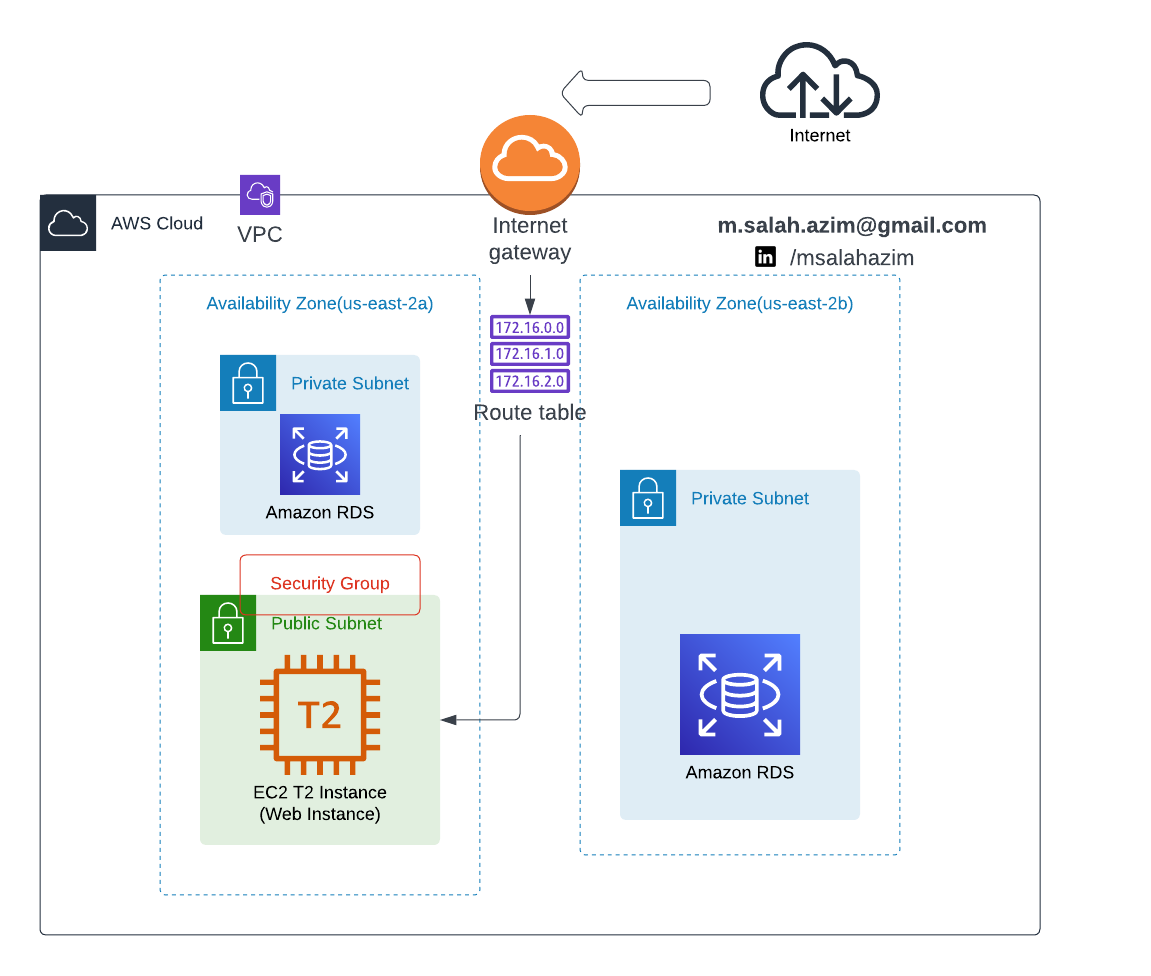 Internet
AWS Cloud
VPC
Internet
gateway
m.salah.azim@gmail.com
in /msalahazim
Availability Zone(us-east-2a)
Availability Zone(us-east-2b)
172.16.0.0
172.16.1.0
172.16.2.0
Route table
Private Subnet
Amazon RDS
Security Group
Public Subnet
T2
EC2 T2 Instance
(Web Instance)
Private Subnet
Amazon RDS